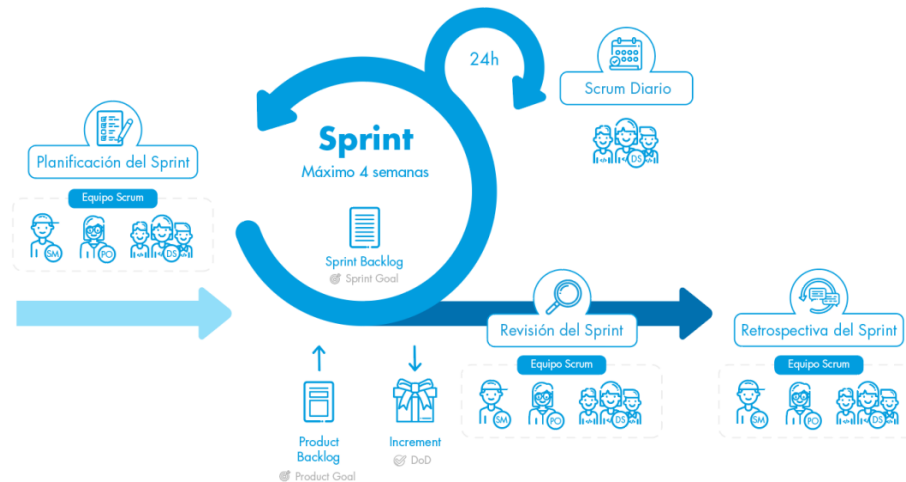 24h
Scrum Diario
DS
Sprint
Máximo 4 semanas
Planificación del Sprint
Equipo Scrum
SM
PO
DS
Sprint Backlog
Sprint Goal
Revisión del Sprint
Equipo Scrum
SM
PO
DS
Retrospectiva del Sprint
Equipo Scrum
SM
PO
DS
Product
Backlog
Product Goal
Increment
DoD